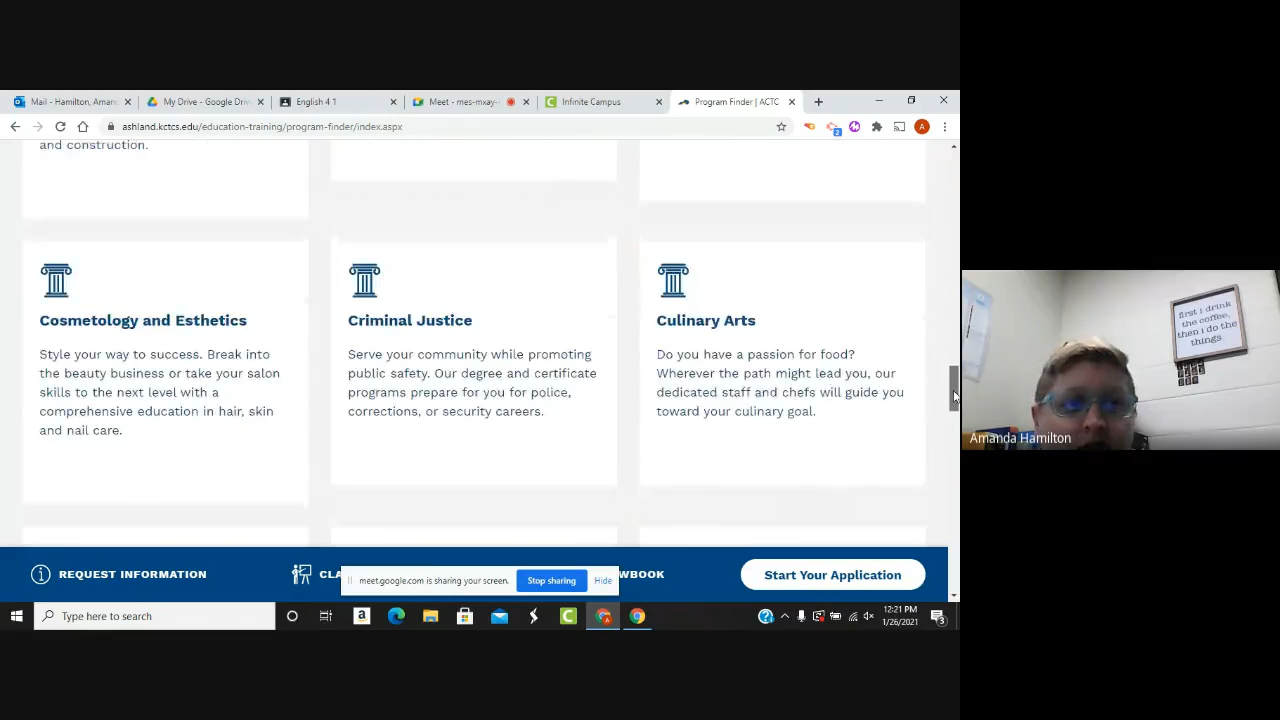 Mail - Hamilton, Aman
My Drive - Google Driv
English 4 1
Meet - mes-mxay-
Infinite Campus
Program Finder | ACTC
ashland.kctcs.edu/education-training/program-finder/index.aspx
2
A
and construction.
Cosmetology and Esthetics
Style your way to success. Break into
the beauty business or take your salon
skills to the next level with a
comprehensive education in hair, skin
and nail care.
Criminal Justice
Serve your community while promoting
public safety. Our degree and certificate
programs prepare for you for police,
corrections, or security careers.
Culinary Arts
Do you have a passion for food?
Wherever the path might lead you, our
dedicated staff and chefs will guide you
toward your culinary goal.
first i drink
the coffee,
then i do the
things
Amanda Hamilton
REQUEST INFORMATION
CLA
WBOOK
Start Your Application
meet.google.com is sharing your screen.
Stop sharing
Hide
Type here to search
12:21 PM
1/26/2021
3